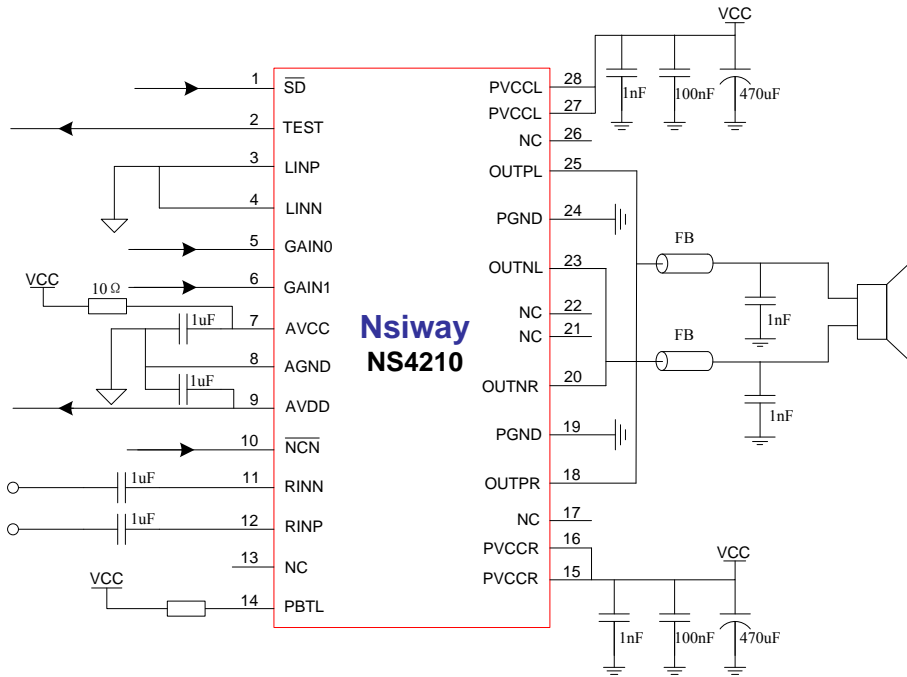 VCC
1 SD PVCCL 28 1nF 100nF 470uF
PVCCL 27
2 TEST NC 26
3 LINP OUTPL 25
4 LINN PGND 24
5 GAIN0 FB
OUTNL 23
6 GAIN1
VCC 10Ω
NC 22 1nF
1uF 7 AVCC Nsiway NC 21 FB
8 AGND NS4210
1uF OUTNR 20
9 AVDD 1nF
10 NCN PGND 19
1uF 11 RINN OUTPR 18
1uF 12 RINP NC 17
13 NC PVCCR 16 VCC
VCC PVCCR 15
14 PBTL
1nF 100nF 470uF